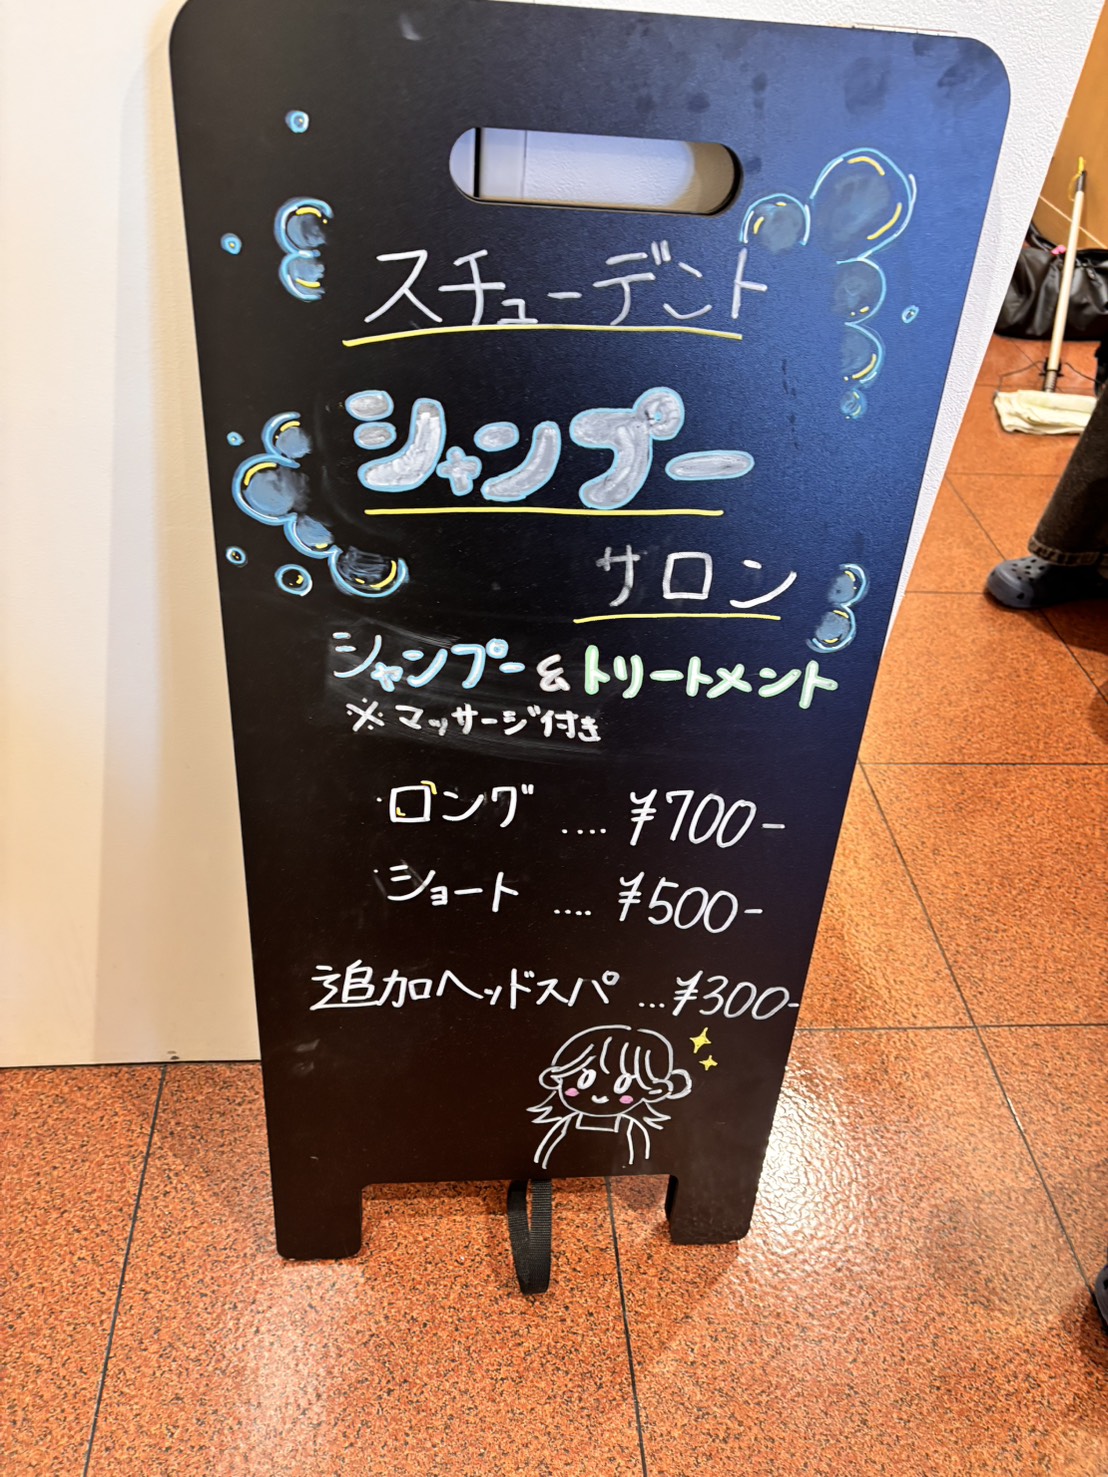 スチューデント
シャンプー
サロン
シャンプー & トリートメント
※ マッサージ付き
・ロング .... ¥700-
・ショート .... ¥500-
追加ヘッドスパ ... ¥300-